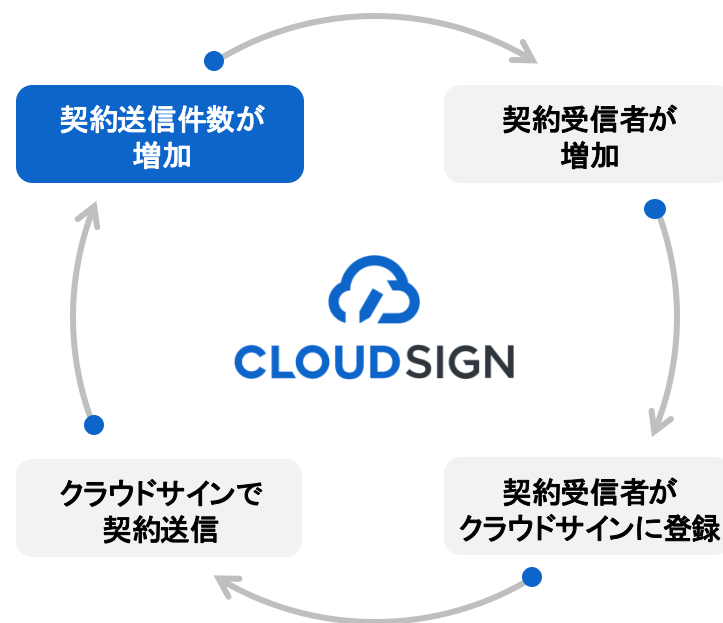 契約送信件数が
増加
契約受信者が
増加
CLOUDSIGN
クラウドサインで
契約送信
契約受信者が
クラウドサインに登録